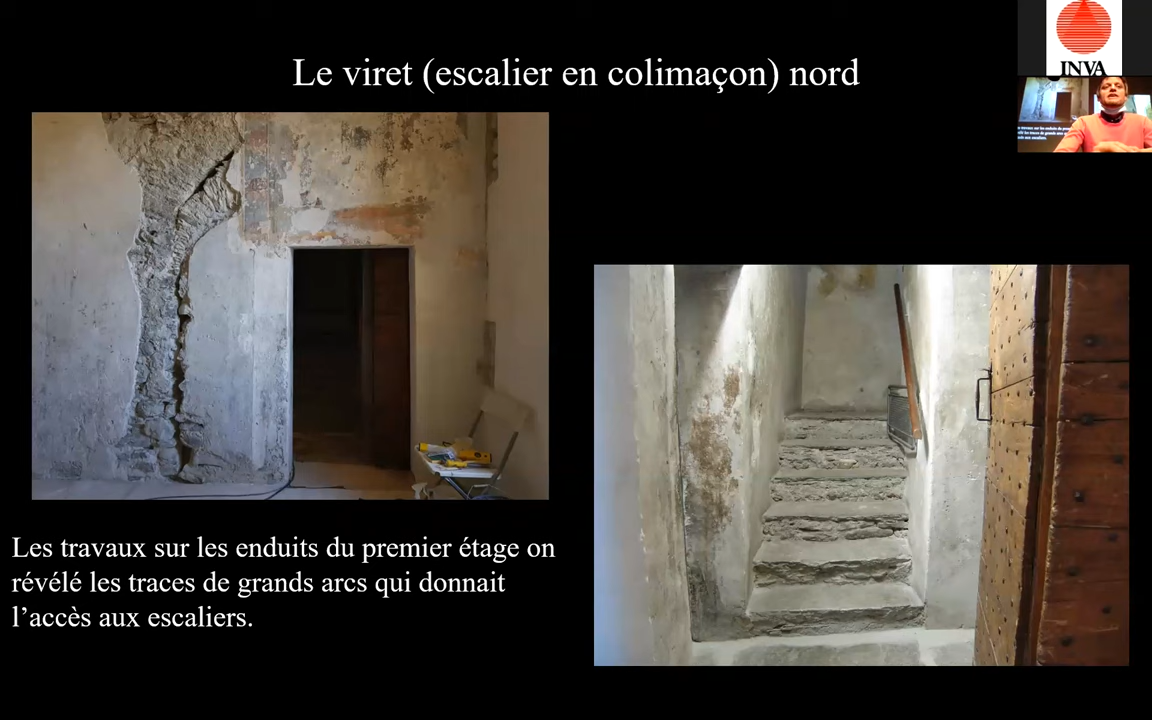 Le viret (escalier en colimaçon) nord
INVA
Les travaux sur les enduits du premier étage on
révélé les traces de grands arcs qui donnait
l’accès aux escaliers.